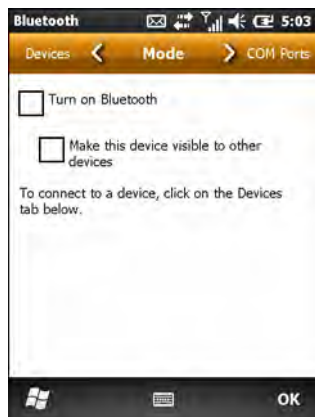 Bluetooth 5:03
Devices Mode COM Ports
Turn on Bluetooth
Make this device visible to other
devices
To connect to a device, click on the Devices
tab below.
OK